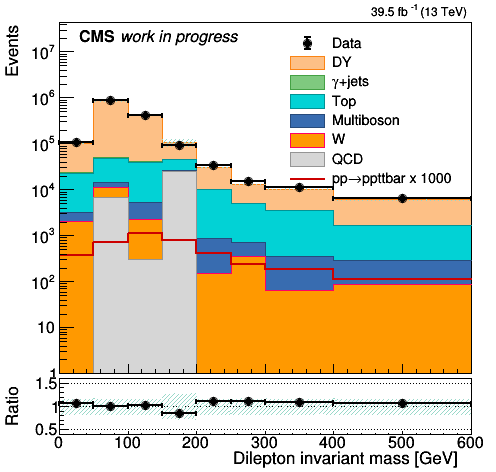 39.5 fb⁻¹ (13 TeV)
CMS work in progress
Events
10⁷
10⁶
10⁵
10⁴
10³
10²
10
1
Data
DY
γ+jets
Top
Multiboson
W
QCD
pp→ppttbar x 1000
Ratio
1.5
1
0.5
0 100 200 300 400 500 600
Dilepton invariant mass [GeV]